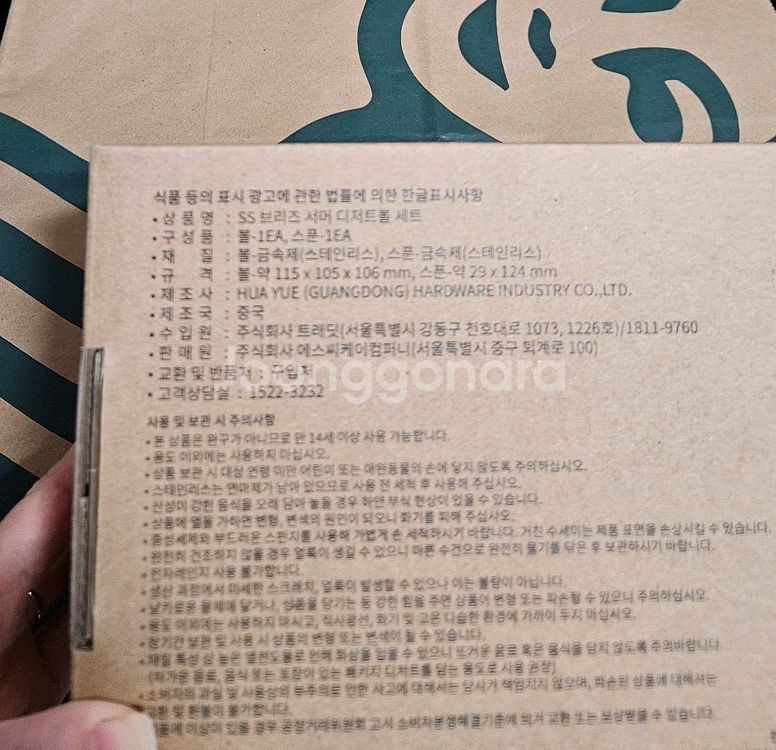 식품 등의 표시 광고에 관한 법률에 의한 한글표시사항
• 상 품 명 : SS 브리즈 서머 디저트볼 세트
• 구 성 품 : 볼-1EA, 스푼-1EA
• 재 질 : 볼-금속제(스테인리스), 스푼-금속제(스테인리스)
• 규 격 : 볼-약 115 x 105 x 106 mm, 스푼-약 29 x 124 mm
• 제 조 사 : HUA YUE (GUANGDONG) HARDWARE INDUSTRY CO.,LTD.
• 제 조 국 : 중국
• 수 입 원 : 주식회사 트레딧(서울특별시 강동구 천호대로 1073, 1226호)/1811-9760
• 판 매 원 : 주식회사 에스씨케이컴퍼니(서울특별시 중구 퇴계로 100)
• 교환 및 반품처 : 구입처
bbanggonara
• 고객상담실 : 1522-3232
사용 및 보관 시 주의사항
• 본 상품은 완구가 아니므로 만 14세 이상 사용 가능합니다.
• 용도 이외에는 사용하지 마십시오.
• 상품 보관 시 대상 연령 미만 어린이 또는 애완동물의 손에 닿지 않도록 주의하십시오.
• 스테인리스는 연마제가 남아 있으므로 사용 전 세척 후 사용하십시오.
• 산성이 강한 음식을 오래 담아 놓을 경우 하얀 부식 현상이 있을 수 있습니다.
• 상품에 열을 가하면 변형, 변색의 원인이 되오니 화기를 피해 주십시오.
• 중성세제와 부드러운 스펀지를 사용해 가볍게 손 세척하시기 바랍니다. 거친 수세미는 제품 표면을 손상시킬 수 있습니다.
• 완전히 건조하지 않을 경우 얼룩이 생길 수 있으니 마른 수건으로 완전히 물기를 닦은 후 보관하시기 바랍니다.
• 전자레인지 사용 불가합니다.
• 생산 과정에서 미세한 스크래치, 얼룩이 발생할 수 있으나 이는 불량이 아닙니다.
• 날카로운 물체에 닿거나, 상품을 당기는 등 강한 힘을 주면 상품이 변형 또는 파손될 수 있으니 주의하십시오.
• 용도 이외에는 사용하지 마시고, 직사광선, 화기 및 고온 다습한 환경에 가까이 두지 마십시오.
• 장기간 보관 및 사용 시 상품의 변형 또는 변색이 될 수 있습니다.
• 재질 특성 상 높은 열전도율로 인해 화상을 입을 수 있으니 뜨거운 음료 혹은 음식을 담지 않도록 주의바랍니다.
(차가운 음료, 음식 또는 포장이 있는 패키지 디저트를 담는 용도로 사용 권장)
• 소비자의 과실 및 사용상의 부주의로 인한 사고에 대해서는 당사가 책임지지 않으며, 파손된 상품에 대해서는
교환 및 환불이 불가합니다.
품에 이상이 있을 경우 공정거래위원회 고시 소비자분쟁해결기준에 의거 교환 또는 보상받을 수 있습니다.